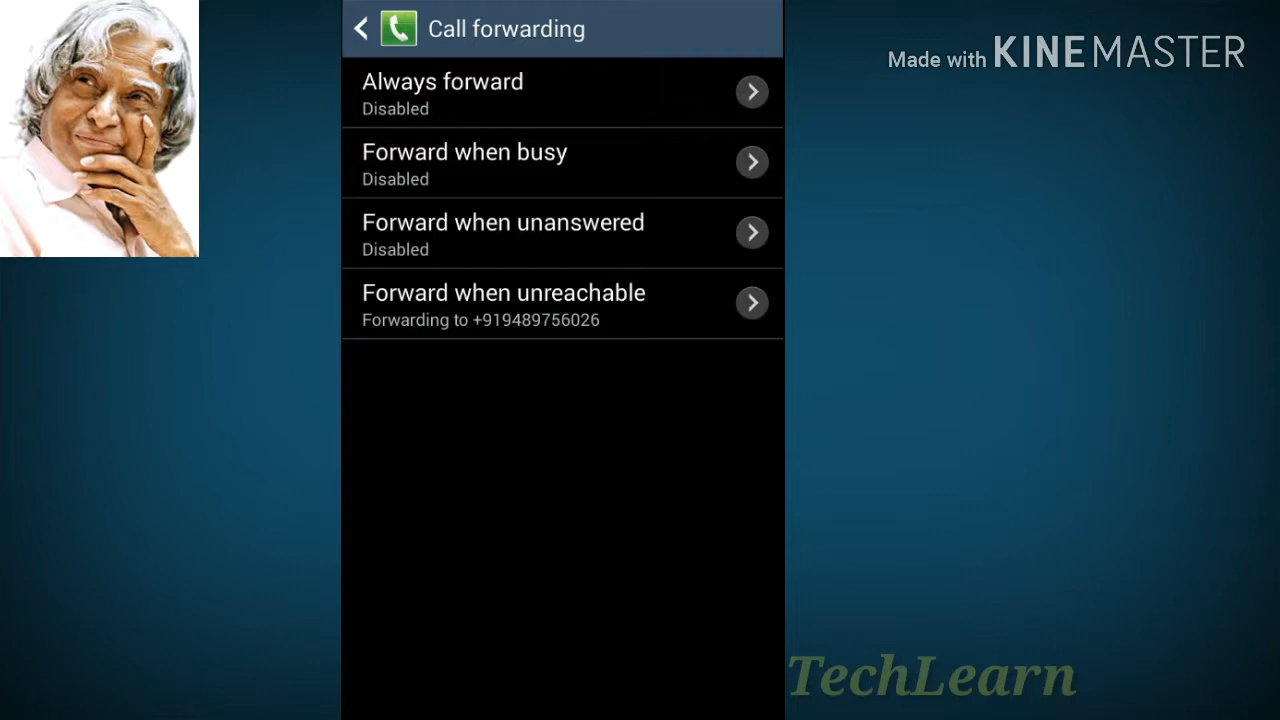 Call forwarding
Made with KINEMASTER
Always forward
Disabled
Forward when busy
Disabled
Forward when unanswered
Disabled
Forward when unreachable
Forwarding to +919489756026
TechLearn